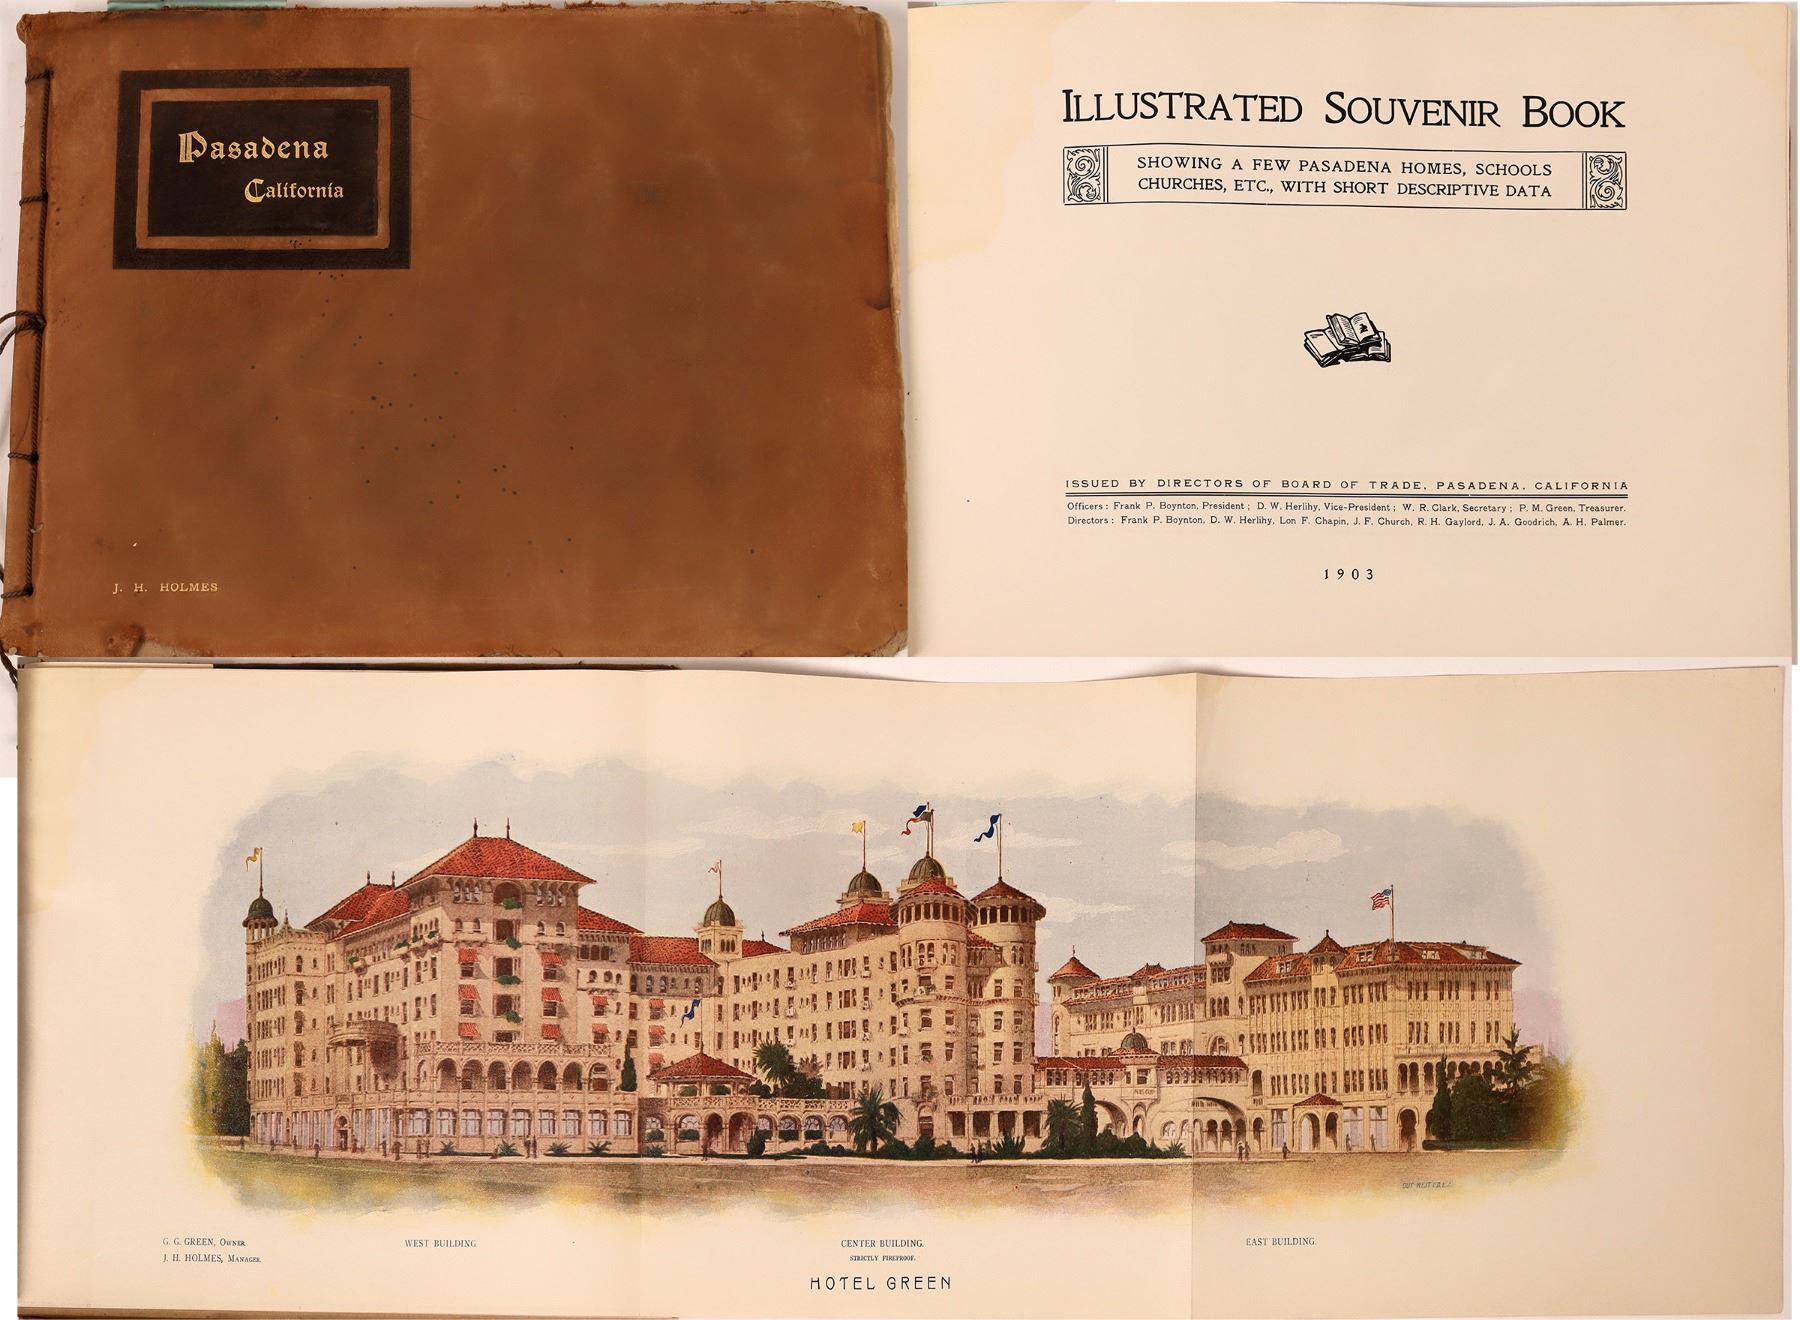 Pasadena
California
J. H. HOLMES
ILLUSTRATED SOUVENIR BOOK
SHOWING A FEW PASADENA HOMES, SCHOOLS
CHURCHES, ETC., WITH SHORT DESCRIPTIVE DATA
ISSUED BY DIRECTORS OF BOARD OF TRADE, PASADENA, CALIFORNIA
Officers: Frank P. Boynton, President; D. W. Herlihy, Vice-President; W. R. Clark, Secretary; P. M. Green, Treasurer.
Directors: Frank P. Boynton, D. W. Herlihy, Lon F. Chapin, J. F. Church, R. H. Gaylord, J. A. Goodrich, A. H. Palmer.
1903
G. G. GREEN, OWNER.
J. H. HOLMES, MANAGER.
WEST BUILDING.
CENTER BUILDING.
STRICTLY FIREPROOF.
HOTEL GREEN
EAST BUILDING.